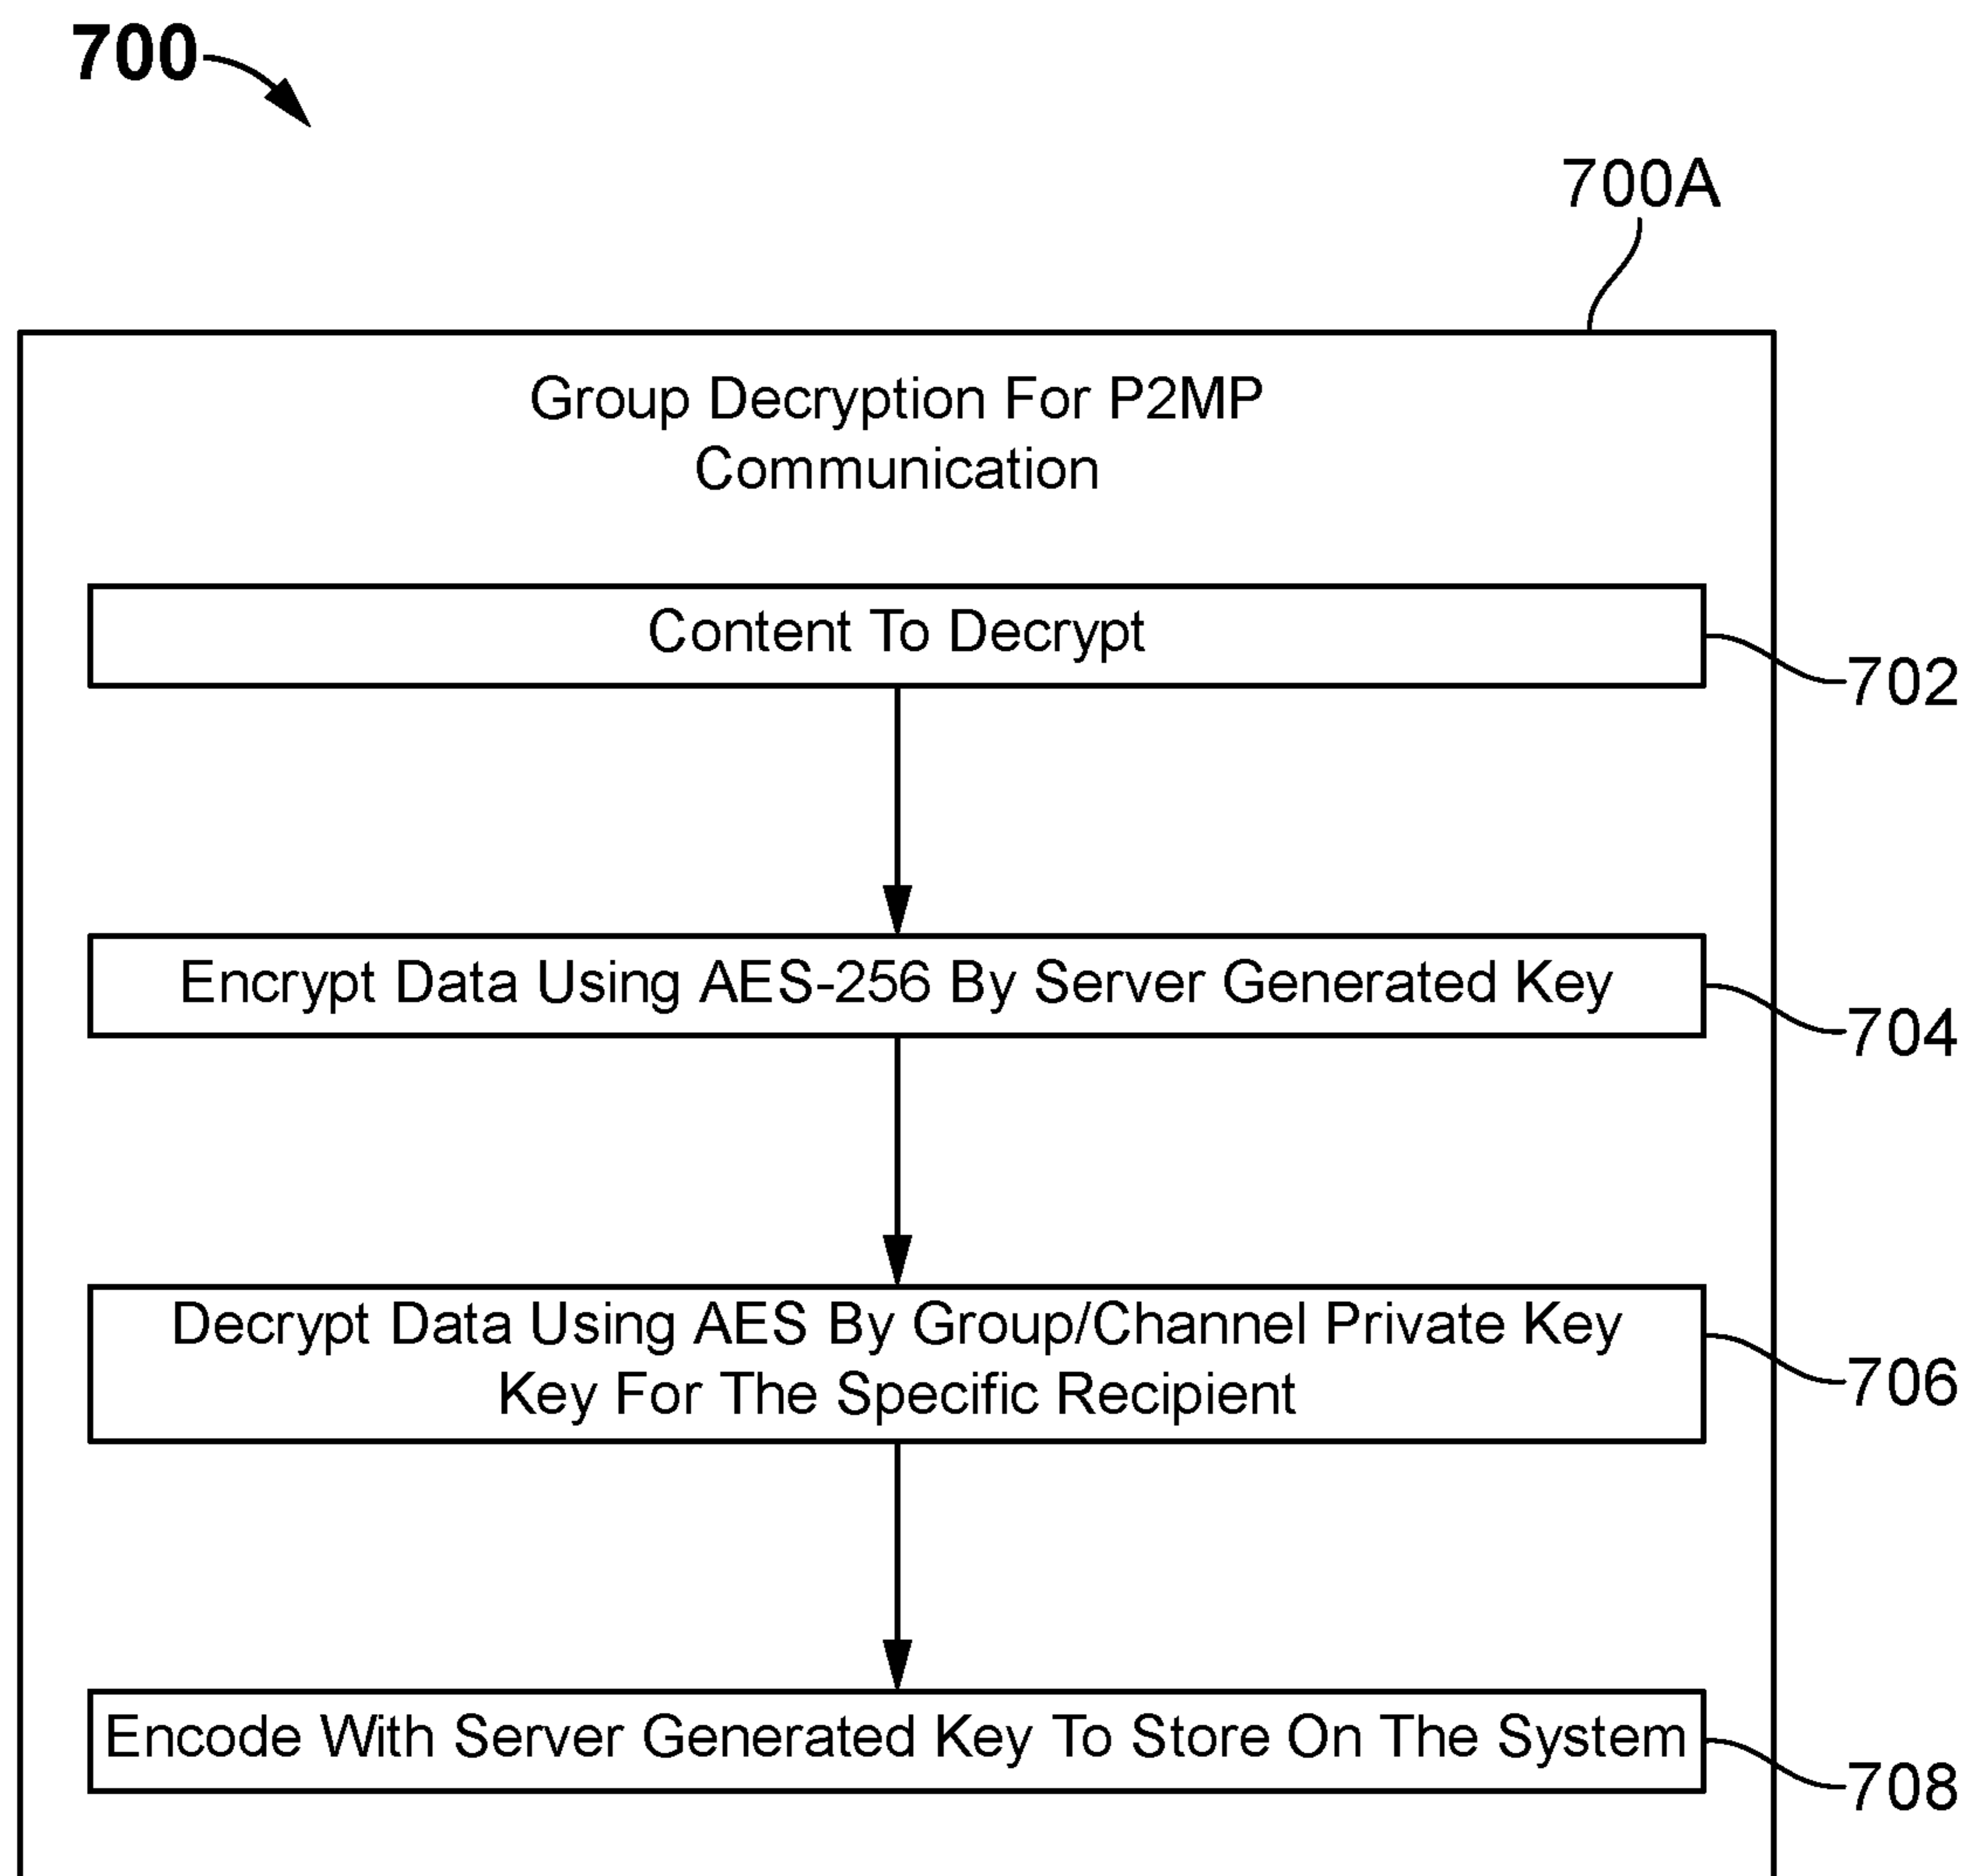 700
700A
Group Decryption For P2MP
Communication
Content To Decrypt
702
Encrypt Data Using AES-256 By Server Generated Key
704
Decrypt Data Using AES By Group/Channel Private Key
Key For The Specific Recipient
706
Encode With Server Generated Key To Store On The System
708